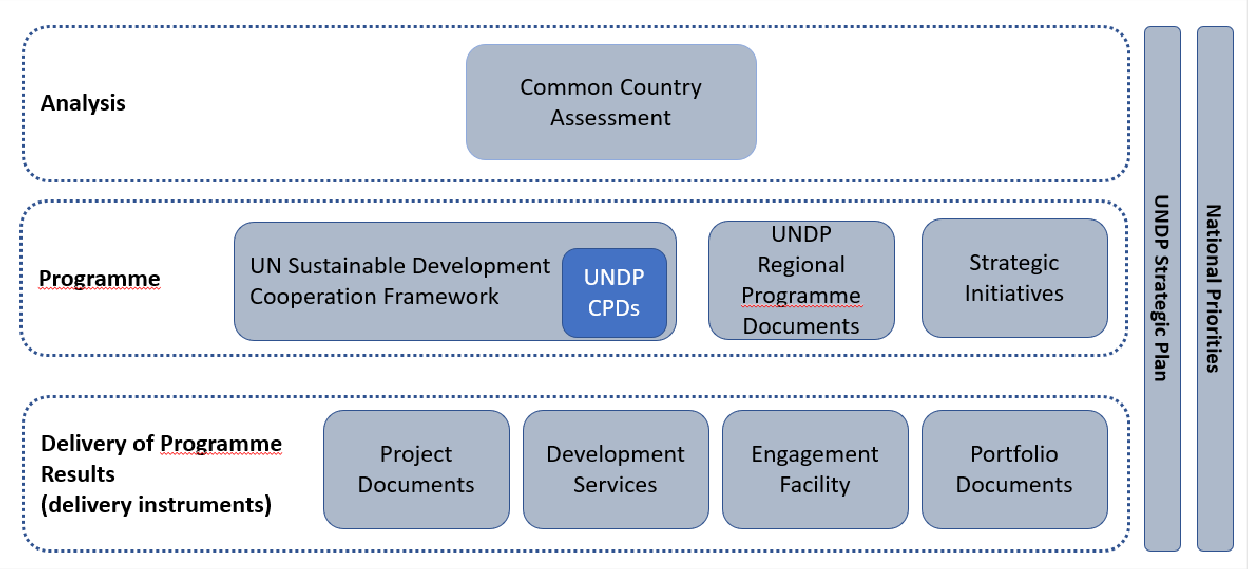 Analysis
Common Country
Assessment
Programme
UN Sustainable Development
Cooperation Framework
UNDP
CPDs
UNDP
Regional
Programme
Documents
Strategic
Initiatives
Delivery of Programme
Results
(delivery instruments)
Project
Documents
Development
Services
Engagement
Facility
Portfolio
Documents
UNDP Strategic Plan
National Priorities